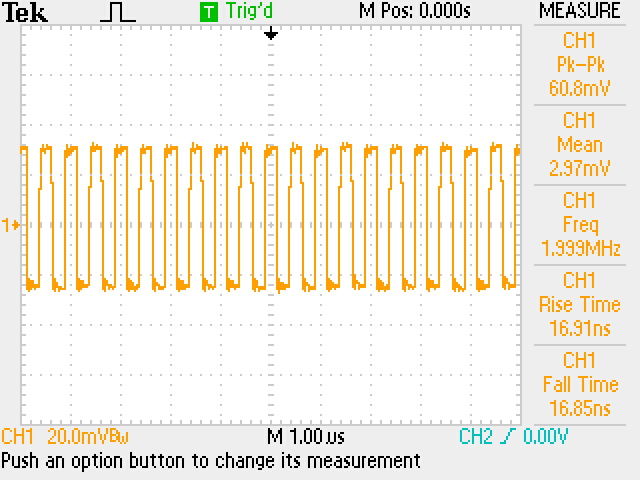 Tek T Trig'd M Pos: 0.000s MEASURE
CH1
Pk-Pk
60.8mV
CH1
Mean
2.97mV
CH1
Freq
1.999MHz
CH1
Rise Time
16.91ns
CH1
Fall Time
16.85ns
1
CH1 20.0mVBw M 1.00us CH2 0.00V
Push an option button to change its measurement